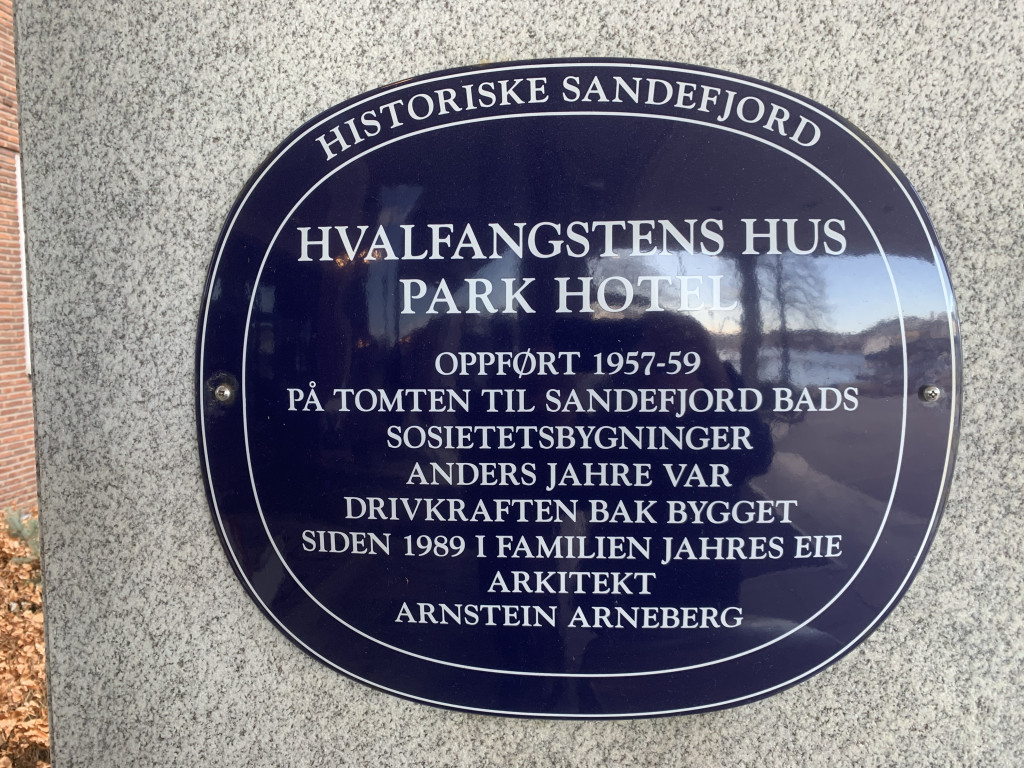 HISTORISKE SANDEFJORD
HVALFANGSTENS HUS
PARK HOTEL
OPPFØRT 1957-59
PÅ TOMTEN TIL SANDEFJORD BADS
SOSIETETSBYGNINGER
ANDERS JAHRE VAR
DRIVKRAFTEN BAK BYGGET
SIDEN 1989 I FAMILIEN JAHRES EIE
ARKITEKT
ARNSTEIN ARNEBERG